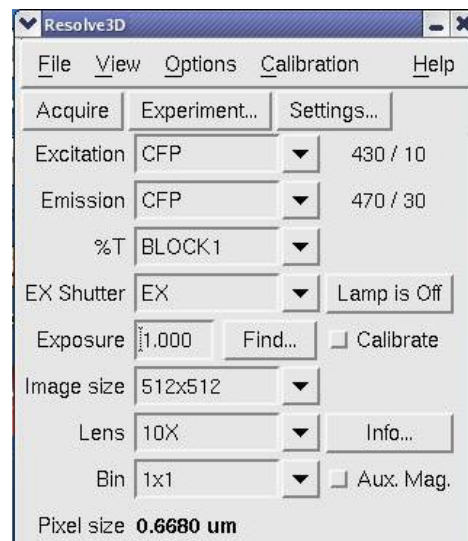 Resolve3D
File View Options Calibration Help
Acquire Experiment... Settings...
Excitation CFP 430 / 10
Emission CFP 470 / 30
%T BLOCK1
EX Shutter EX Lamp is Off
Exposure 1.000 Find... Calibrate
Image size 512x512
Lens 10X Info...
Bin 1x1 Aux. Mag.
Pixel size 0.6680 um